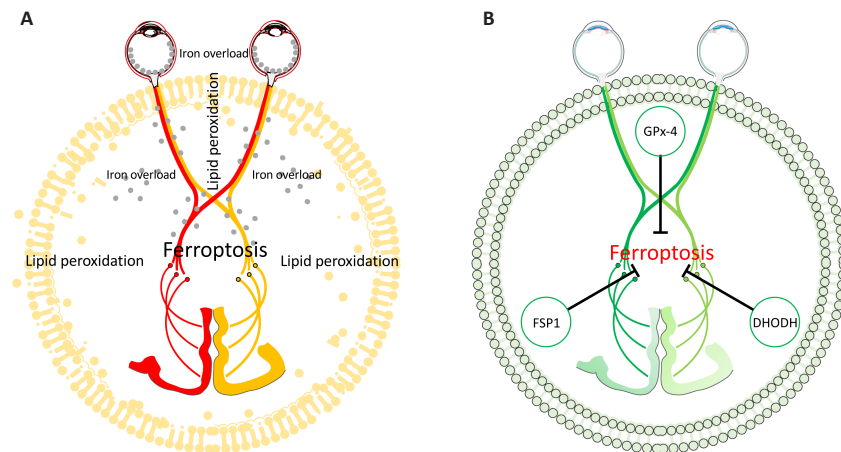 A
Iron overload
Lipid peroxidation
Iron overload
Iron overload
Ferroptosis
Lipid peroxidation
Lipid peroxidation
B
GPx-4
Ferroptosis
FSP1
DHODH